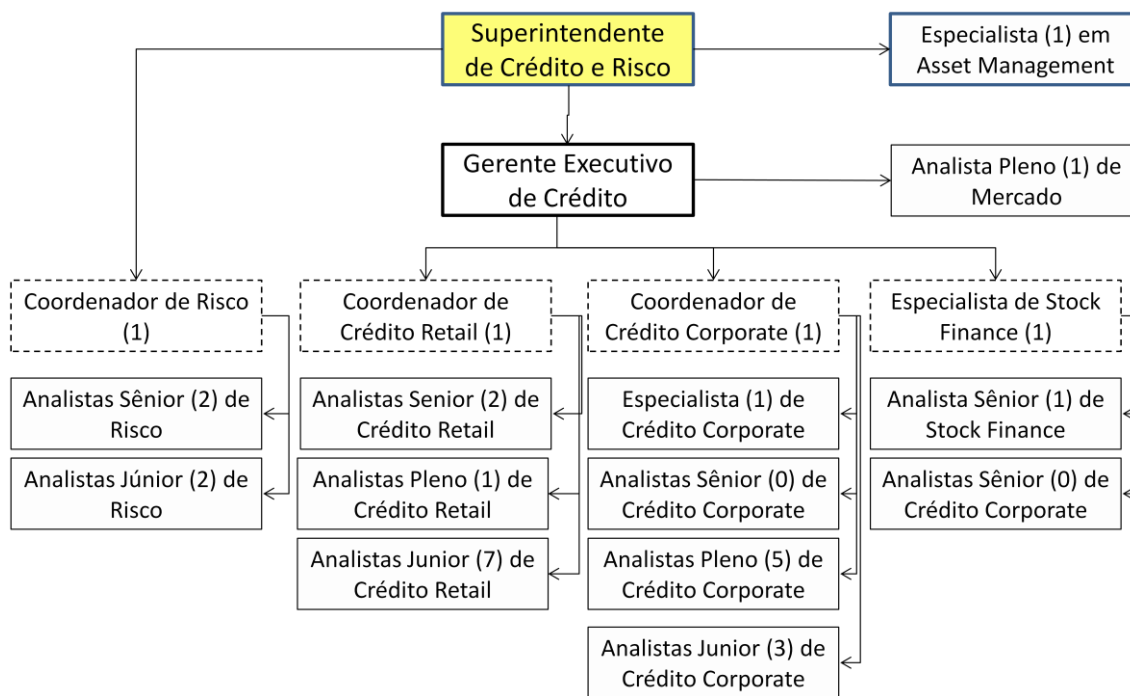 Superintendente
de Crédito e Risco
Especialista (1) em
Asset Management
Gerente Executivo
de Crédito
Analista Pleno (1) de
Mercado
Coordenador de Risco
(1)
Coordenador de
Crédito Retail (1)
Coordenador de
Crédito Corporate (1)
Especialista de Stock
Finance (1)
Analistas Sênior (2) de
Risco
Analistas Senior (2) de
Crédito Retail
Especialista (1) de
Crédito Corporate
Analista Sênior (1) de
Stock Finance
Analistas Júnior (2) de
Risco
Analistas Pleno (1) de
Crédito Retail
Analistas Sênior (0) de
Crédito Corporate
Analistas Sênior (0) de
Crédito Corporate
Analistas Junior (7) de
Crédito Retail
Analistas Pleno (5) de
Crédito Corporate
Analistas Junior (3) de
Crédito Corporate